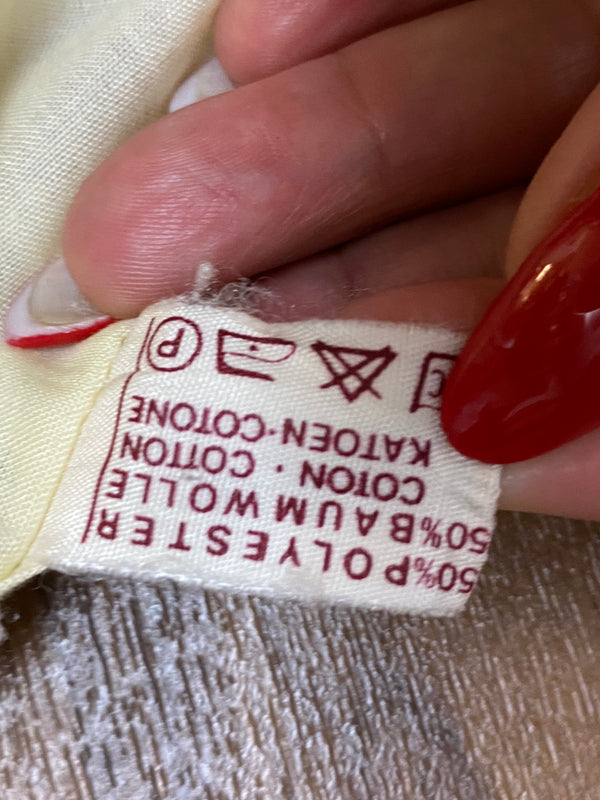 50% POLYESTER
50% BAUMWOLLE
COTON · COTTON
KATOEN-COTONE
P